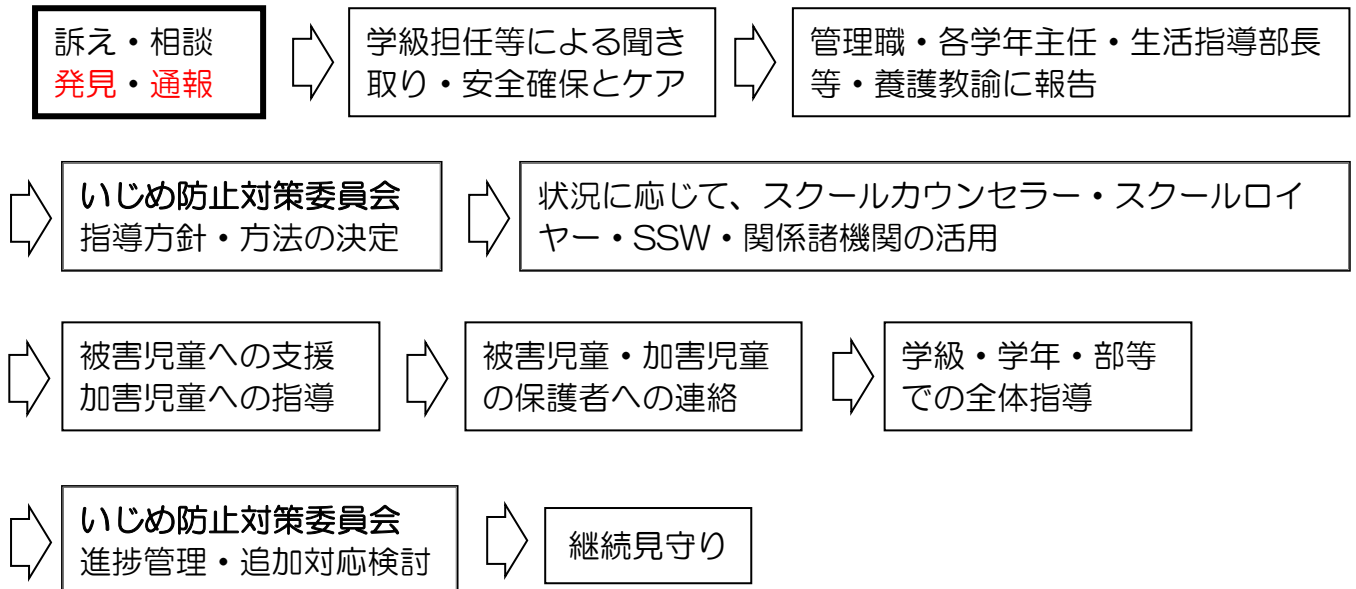 訴え・相談
発見・通報
学級担任等による聞き
取り・安全確保とケア
管理職・各学年主任・生活指導部長
等・養護教諭に報告
いじめ防止対策委員会
指導方針・方法の決定
状況に応じて、スクールカウンセラー・スクールロイ
ヤー・SSW・関係諸機関の活用
被害児童への支援
加害児童への指導
被害児童・加害児童
の保護者への連絡
学級・学年・部等
での全体指導
いじめ防止対策委員会
進捗管理・追加対応検討
継続見守り